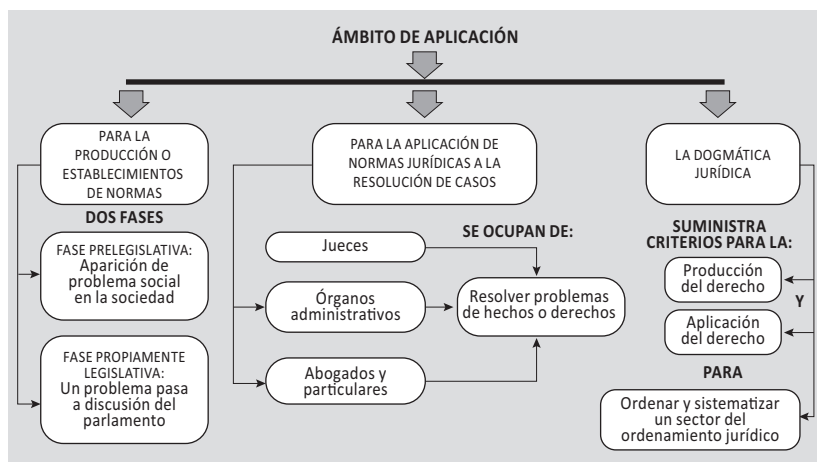 ÁMBITO DE APLICACIÓN
PARA LA
PRODUCCIÓN O
ESTABLECIMIENTOS
DE NORMAS
DOS FASES
FASE PRELEGISLATIVA:
Aparición de
problema social
en la sociedad
FASE PROPIAMENTE
LEGISLATIVA:
Un problema pasa
a discusión del
parlamento
PARA LA APLICACIÓN DE
NORMAS JURÍDICAS A LA
RESOLUCIÓN DE CASOS
SE OCUPAN DE:
Jueces
Órganos
administrativos
Abogados y
particulares
Resolver problemas
de hechos o derechos
LA DOGMÁTICA
JURÍDICA
SUMINISTRA
CRITERIOS PARA LA:
Producción
del derecho
Y
Aplicación
del derecho
PARA
Ordenar y sistematizar
un sector del
ordenamiento jurídico